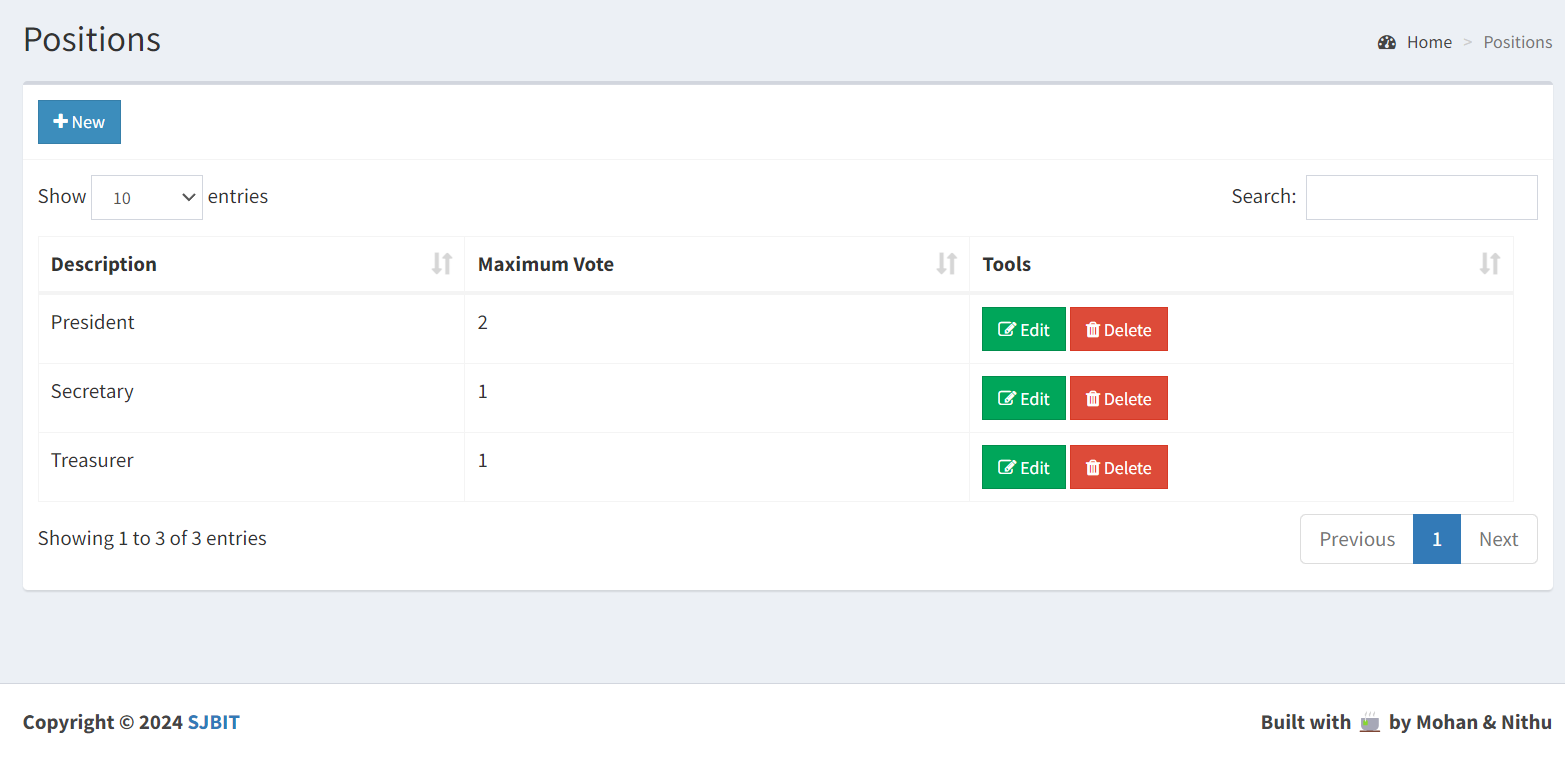 Positions
Home > Positions
New
Show 10 entries
Search:
Description Maximum Vote Tools
President 2 Edit Delete
Secretary 1 Edit Delete
Treasurer 1 Edit Delete
Showing 1 to 3 of 3 entries
Previous 1 Next
Copyright © 2024 SJBIT
Built with by Mohan & Nithu